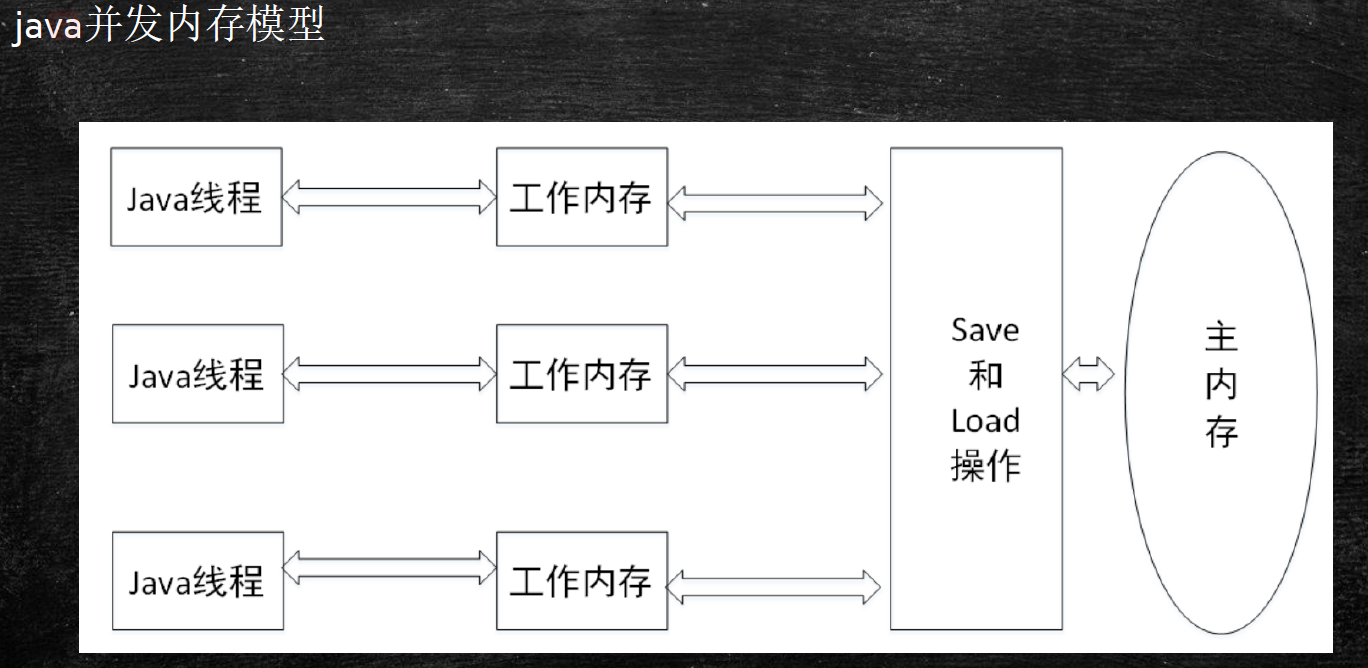 java并发内存模型
Java线程
工作内存
Java线程
工作内存
Java线程
工作内存
Save
和
Load
操作
主
内
存